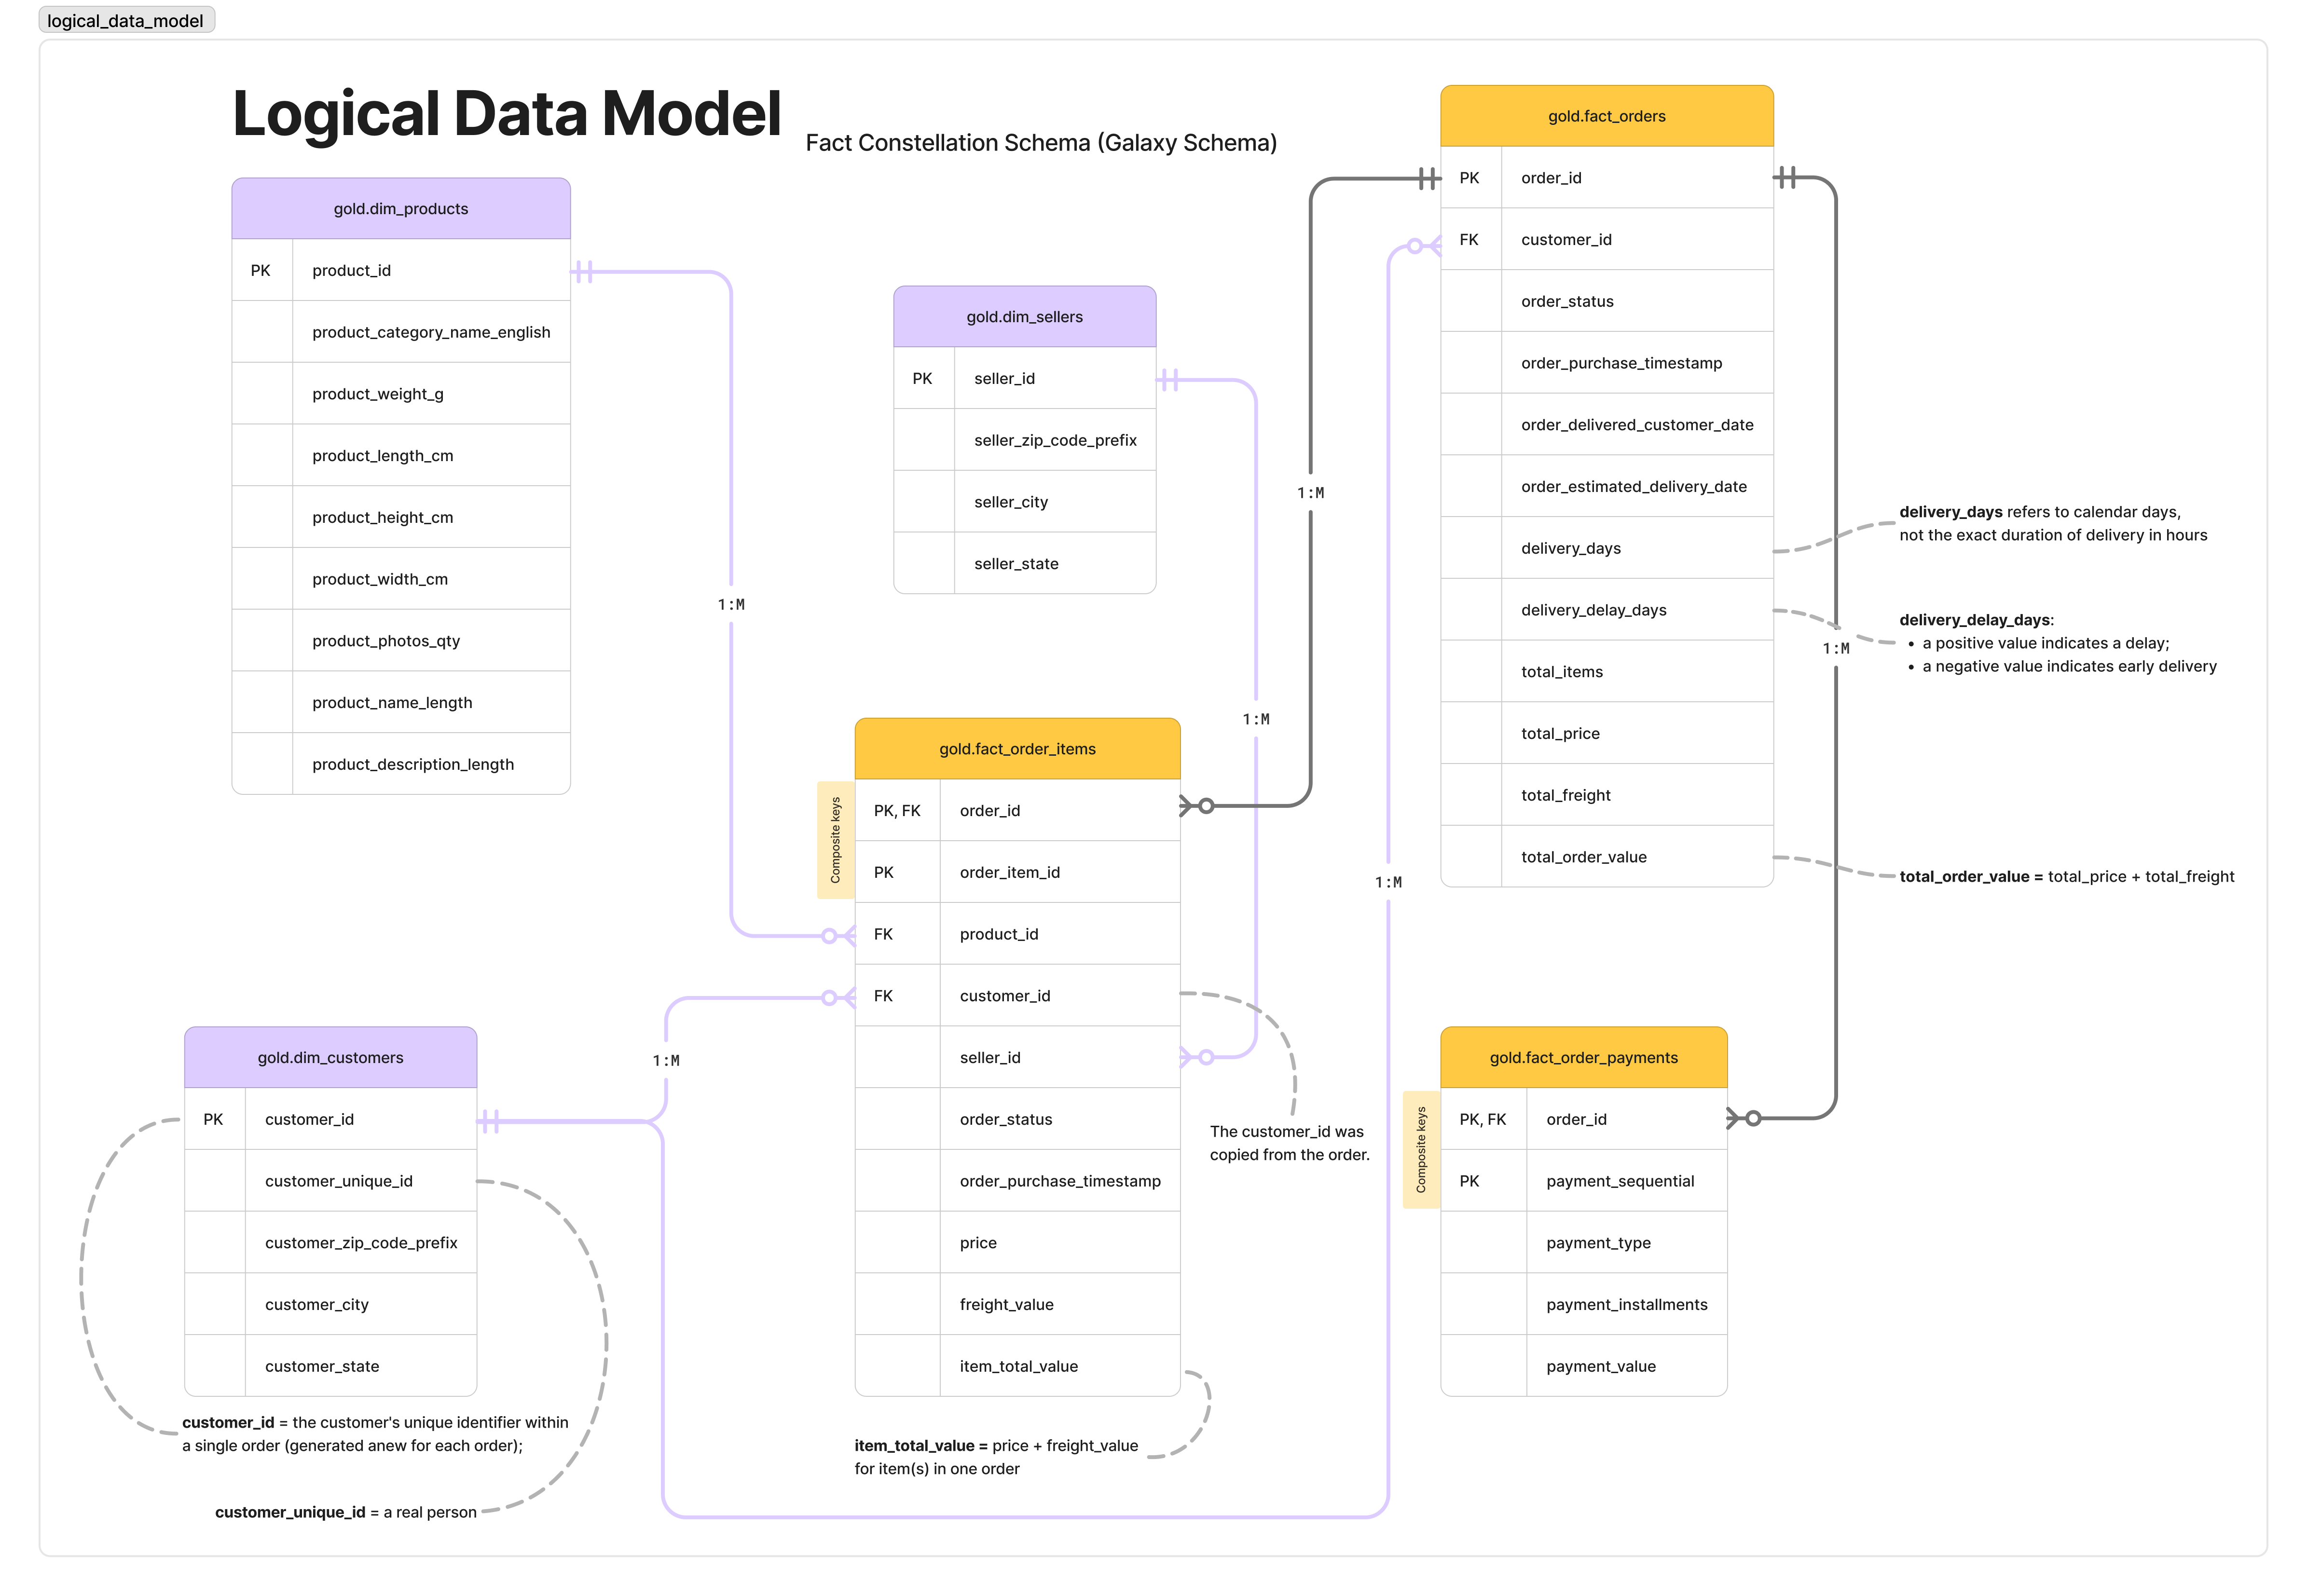 logical_data_model
Logical Data Model
Fact Constellation Schema (Galaxy Schema)
gold.dim_products
PK product_id
product_category_name_english
product_weight_g
product_length_cm
product_height_cm
product_width_cm
product_photos_qty
product_name_length
product_description_length
1:M
gold.dim_sellers
PK seller_id
seller_zip_code_prefix
seller_city
seller_state
1:M
1:M
gold.fact_orders
PK order_id
FK customer_id
order_status
order_purchase_timestamp
order_delivered_customer_date
order_estimated_delivery_date
delivery_days
delivery_delay_days
total_items
total_price
total_freight
total_order_value
delivery_days refers to calendar days,
not the exact duration of delivery in hours
delivery_delay_days:
• a positive value indicates a delay;
• a negative value indicates early delivery
1:M
total_order_value = total_price + total_freight
1:M
gold.fact_order_items
Composite keys
PK, FK order_id
PK order_item_id
FK product_id
FK customer_id
seller_id
order_status
order_purchase_timestamp
price
freight_value
item_total_value
The customer_id was
copied from the order.
item_total_value = price + freight_value
for item(s) in one order
gold.dim_customers
PK customer_id
customer_unique_id
customer_zip_code_prefix
customer_city
customer_state
1:M
customer_id = the customer's unique identifier within
a single order (generated anew for each order);
customer_unique_id = a real person
gold.fact_order_payments
Composite keys
PK, FK order_id
PK payment_sequential
payment_type
payment_installments
payment_value